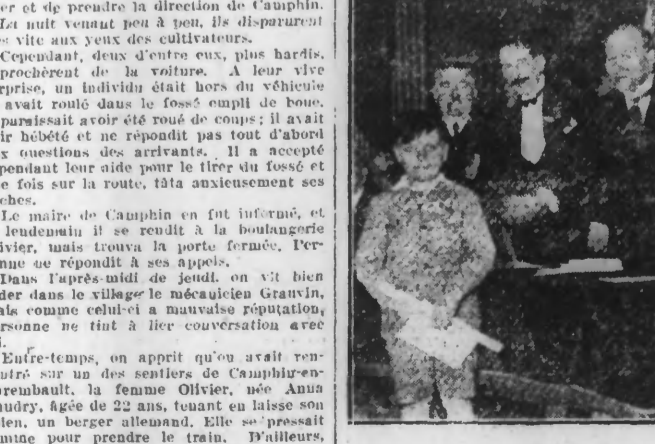 er et de prendre la direction de Camphin.
La nuit venant peu à peu, ils disparurent
vite aux yeux des cultivateurs.
Cependant, deux d'entre eux, plus hardis,
prochèrent de la voiture. A leur vive
rprise, un individu était hors du véhicule
avait roulé dans le fossé empli de boue.
paraissait avoir été roué de coups; il avait
ir hébété et ne répondit pas tout d'abord
x questions des arrivants. Il a accepté
pendant leur aide pour le tirer du fossé et
e fois sur la route, tâta anxieusement ses
ches.
Le maire de Camphin en fut informé, et
lendemain il se rendit à la boulangerie
ivier, mais trouva la porte fermée. Per-
nne ne répondit à ses appels.
Dans l'après-midi de jeudi, on vit bien
der dans le village le mécanicien Granvin,
ais comme celui-ci a mauvaise réputation,
rsonne ne tint à lier conversation avec
i.
Entre-temps, on apprit qu'on avait ren-
ntré sur un des sentiers de Camphin-en-
rembault, la femme Olivier, née Anna
udry, âgée de 22 ans, tenant en laisse son
ien, un berger allemand. Elle se pressait
mme pour prendre le train. D'ailleurs,